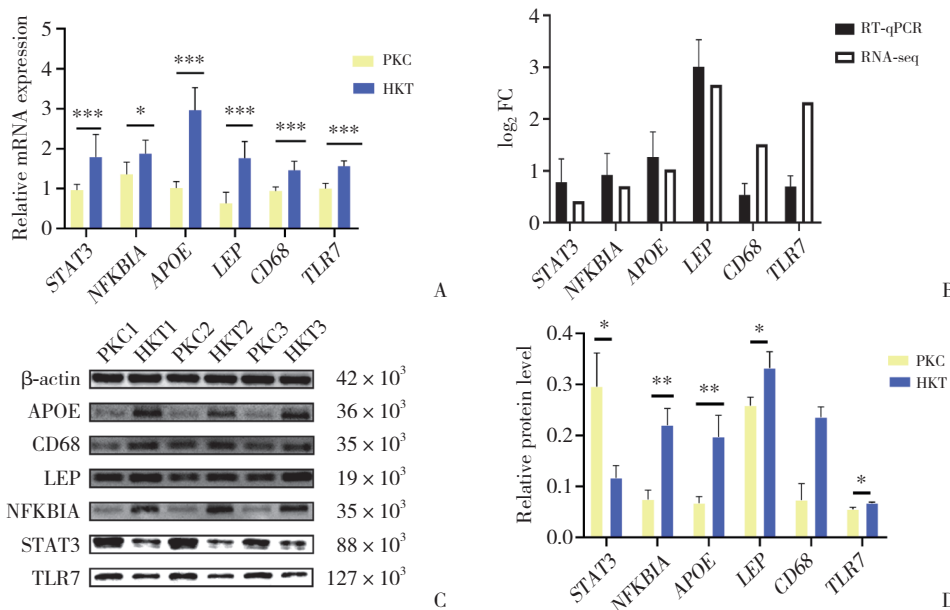 5
4
3
2
1
0
Relative mRNA expression
***
*
***
***
***
***
PKC
HKT
STAT3
NFKBIA
APOE
LEP
CD68
TLR7
A
4
3
2
1
0
log₂ FC
RT-qPCR
RNA-seq
STAT3
NFKBIA
APOE
LEP
CD68
TLR7
B
PKC1 HKT1 PKC2 HKT2 PKC3 HKT3
β-actin 42 × 10³
APOE 36 × 10³
CD68 35 × 10³
LEP 19 × 10³
NFKBIA 35 × 10³
STAT3 88 × 10³
TLR7 127 × 10³
C
0.4
0.3
0.2
0.1
0.0
Relative protein level
*
**
**
*
*
PKC
HKT
STAT3
NFKBIA
APOE
LEP
CD68
TLR7
D